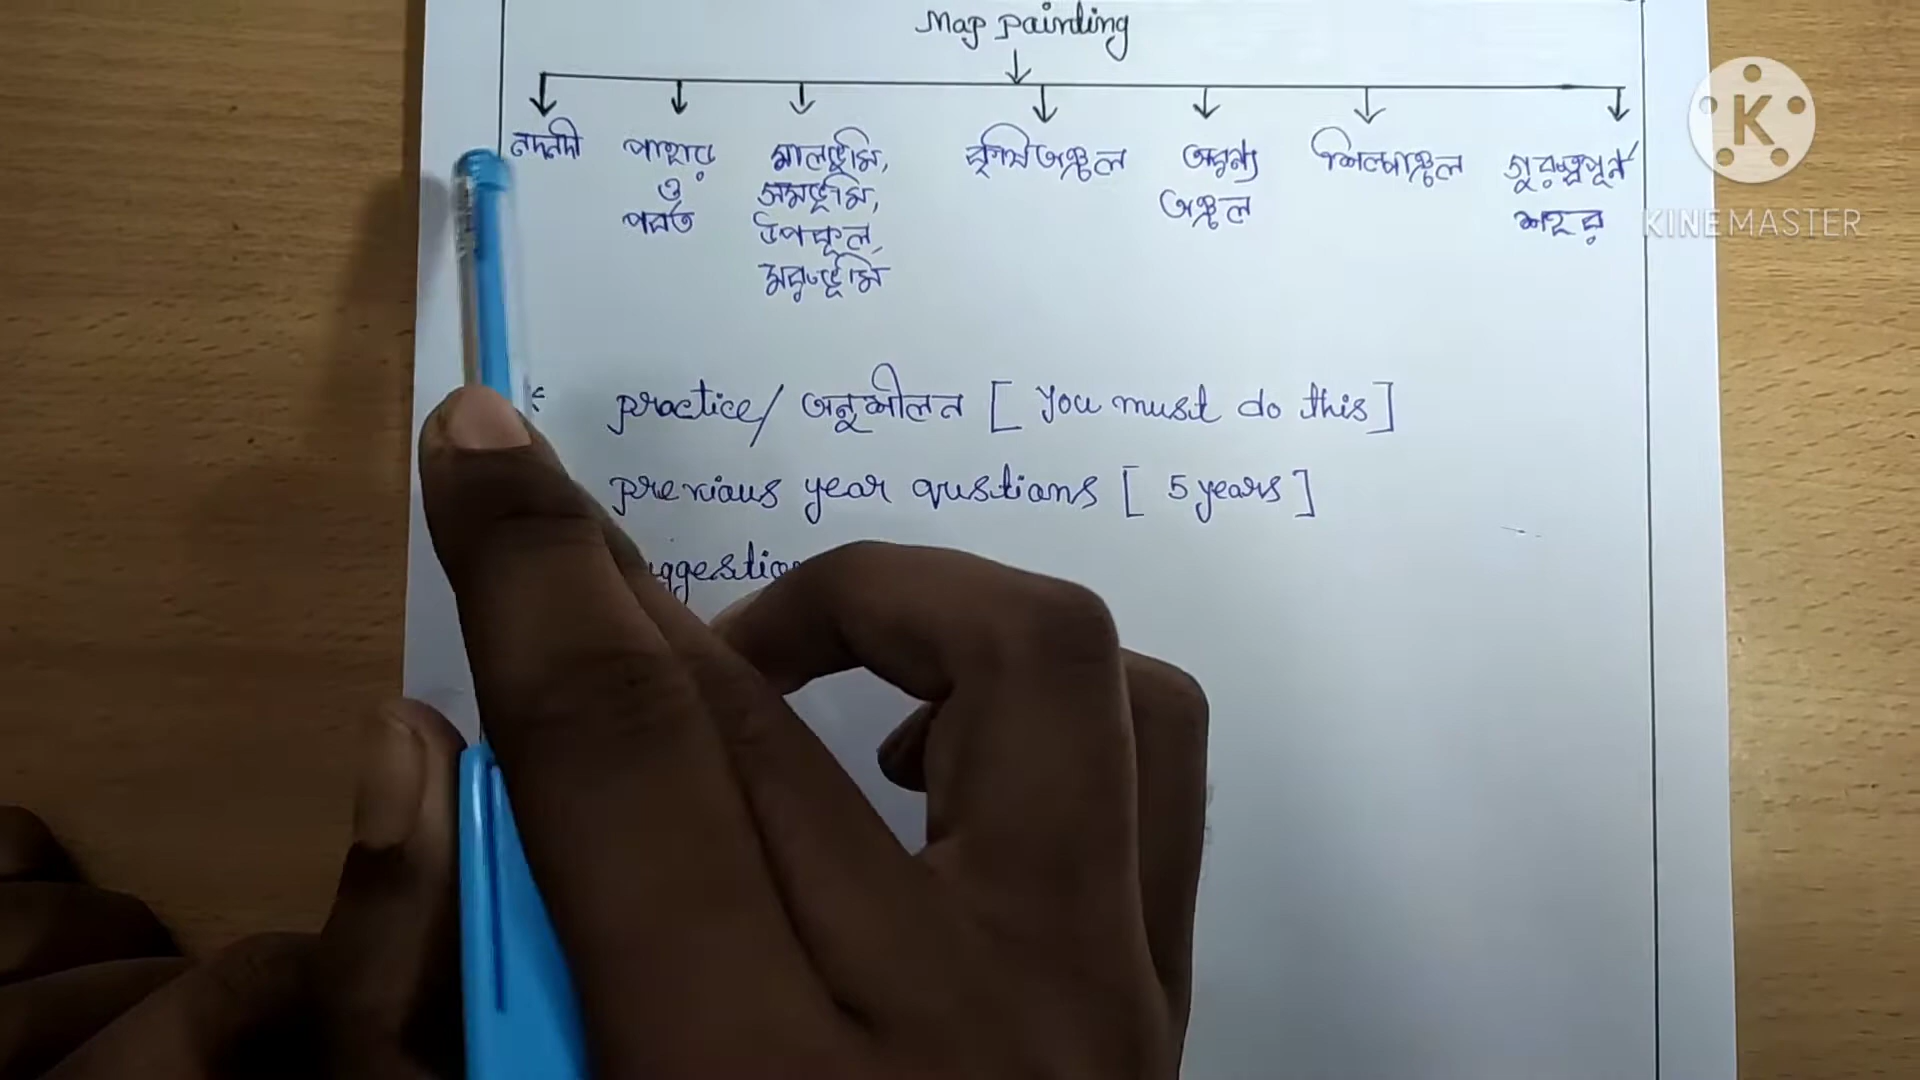 Map painting
নদনদী
পাহাড়
ও
পর্বত
মালভূমি,
সমভূমি,
উপকূল,
মরুভূমি
কৃষিঅঞ্চল
অরন্য
অঞ্চল
শিল্পাঞ্চল
গুরুত্বপূর্ন
শহর
practice/ অনুশীলন [ You must do this ]
previous year qustions [ 5 years ]
K
KINEMASTER